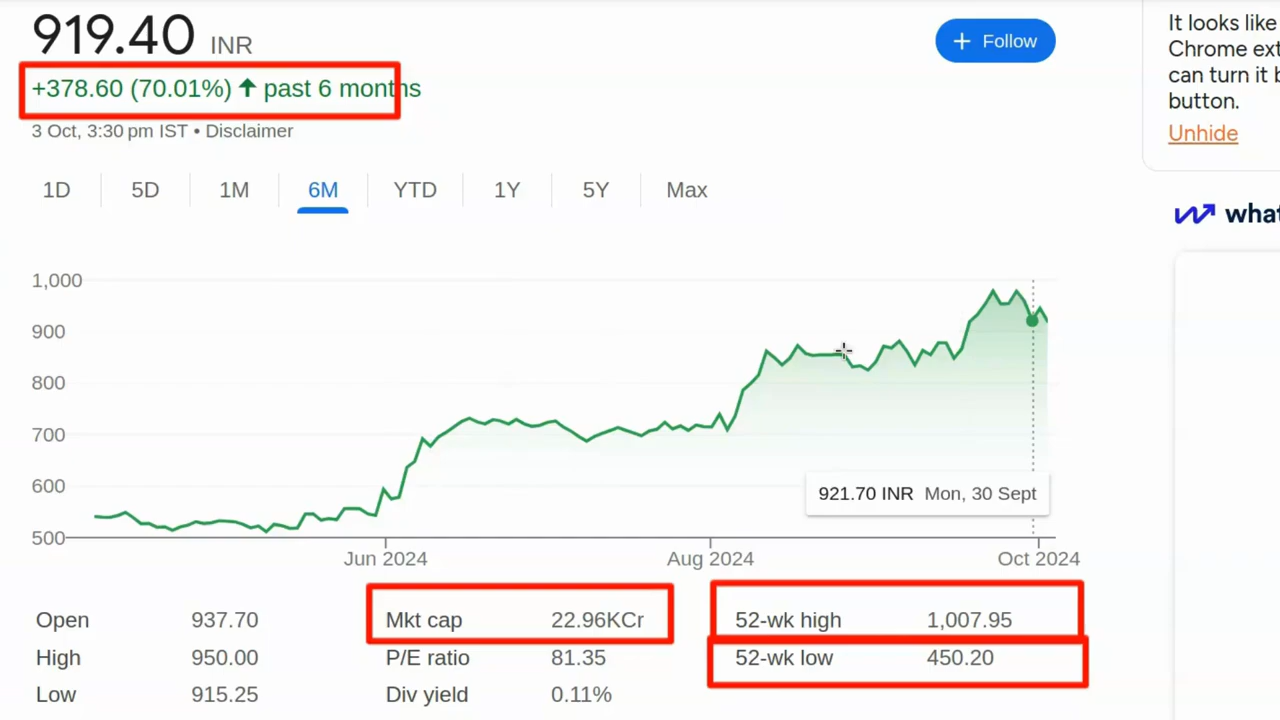 919.40 INR
+ Follow
+378.60 (70.01%) ↑ past 6 months
3 Oct, 3:30 pm IST • Disclaimer
1D 5D 1M 6M YTD 1Y 5Y Max
1,000
900
800
700
600
500
921.70 INR Mon, 30 Sept
Jun 2024 Aug 2024 Oct 2024
Open 937.70 Mkt cap 22.96KCr 52-wk high 1,007.95
High 950.00 P/E ratio 81.35 52-wk low 450.20
Low 915.25 Div yield 0.11%
It looks like
Chrome ext
can turn it b
button.
Unhide
what